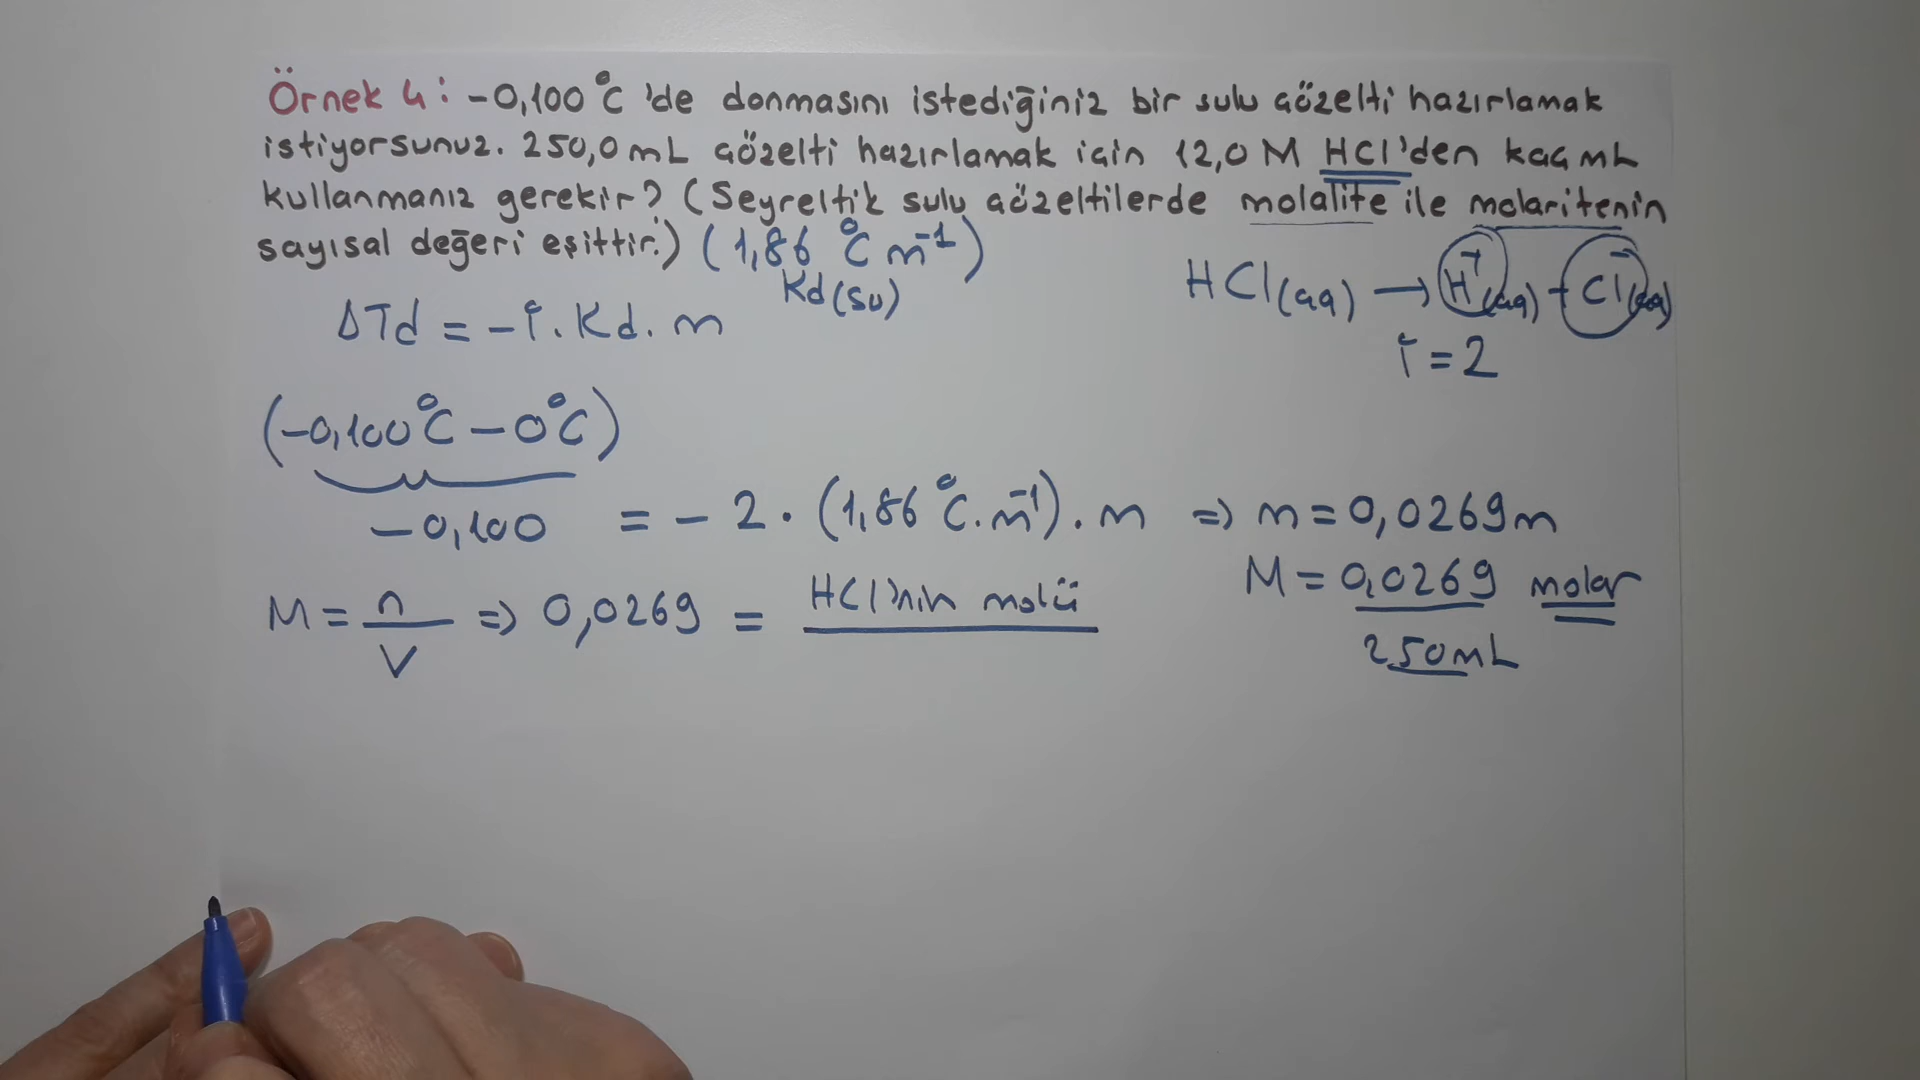 Örnek 4: -0,100 °C 'de donmasını istediğiniz bir sulu çözelti hazırlamak
istiyorsunuz. 250,0 mL çözelti hazırlamak için 12,0 M HCl'den kaç mL
kullanmanız gerekir? (Seyreltik sulu çözeltilerde molalite ile molaritenin
sayısal değeri eşittir.) (1,86 °C m⁻¹)
Kd(su)
HCl(aq) → H⁺(aq) + Cl⁻(aq)
ΔTd = -i . Kd . m
i = 2
(-0,100°C - 0°C)
-0,100 = - 2 . (1,86 °C . m⁻¹) . m ⇒ m = 0,0269 m
M = 0,0269 molar
M = n/V ⇒ 0,0269 = HCl'nin molü
250 mL